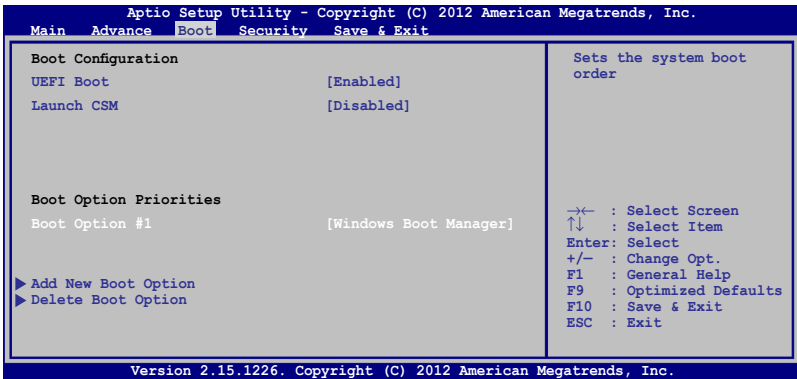 Aptio Setup Utility - Copyright (C) 2012 American Megatrends, Inc.
Main Advance Boot Security Save & Exit
Boot Configuration
UEFI Boot [Enabled]
Launch CSM [Disabled]
Boot Option Priorities
Boot Option #1 [Windows Boot Manager]
Add New Boot Option
Delete Boot Option
Sets the system boot
order
→← : Select Screen
↑↓ : Select Item
Enter: Select
+/— : Change Opt.
F1 : General Help
F9 : Optimized Defaults
F10 : Save & Exit
ESC : Exit
Version 2.15.1226. Copyright (C) 2012 American Megatrends, Inc.